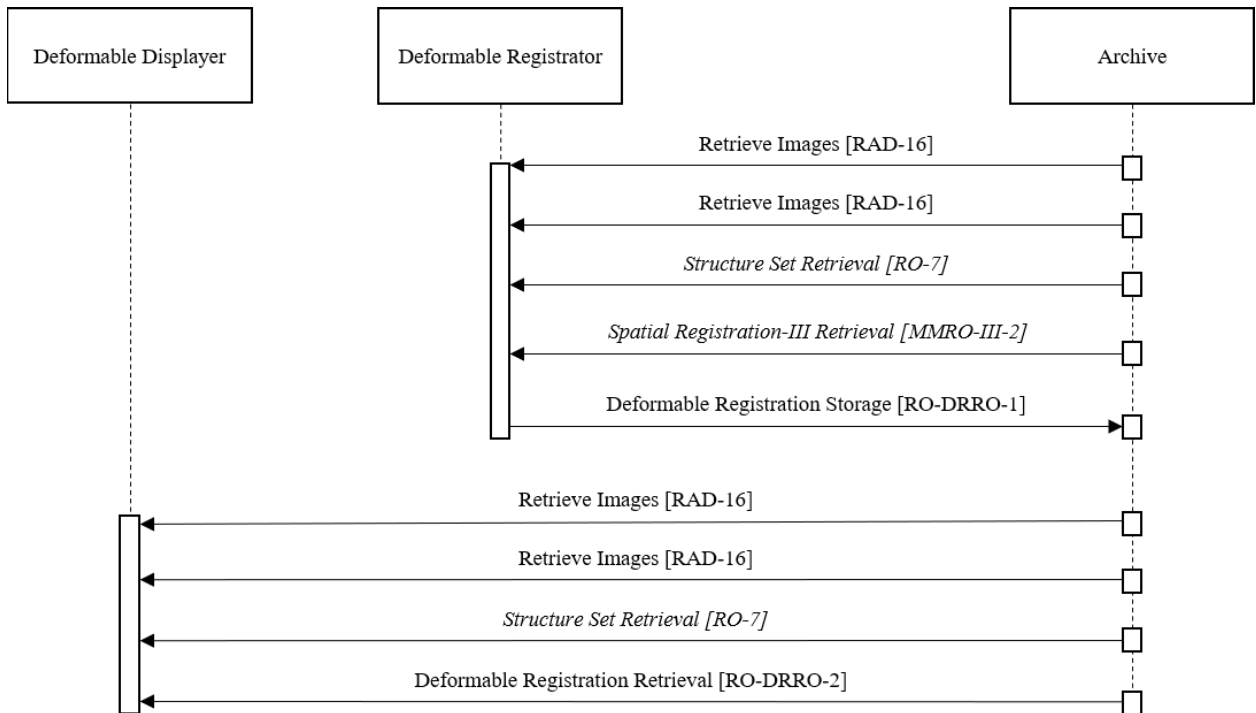 Deformable Displayer
Deformable Registrator
Archive
Retrieve Images [RAD-16]
Retrieve Images [RAD-16]
Structure Set Retrieval [RO-7]
Spatial Registration-III Retrieval [MMRO-III-2]
Deformable Registration Storage [RO-DRRO-1]
Retrieve Images [RAD-16]
Retrieve Images [RAD-16]
Structure Set Retrieval [RO-7]
Deformable Registration Retrieval [RO-DRRO-2]